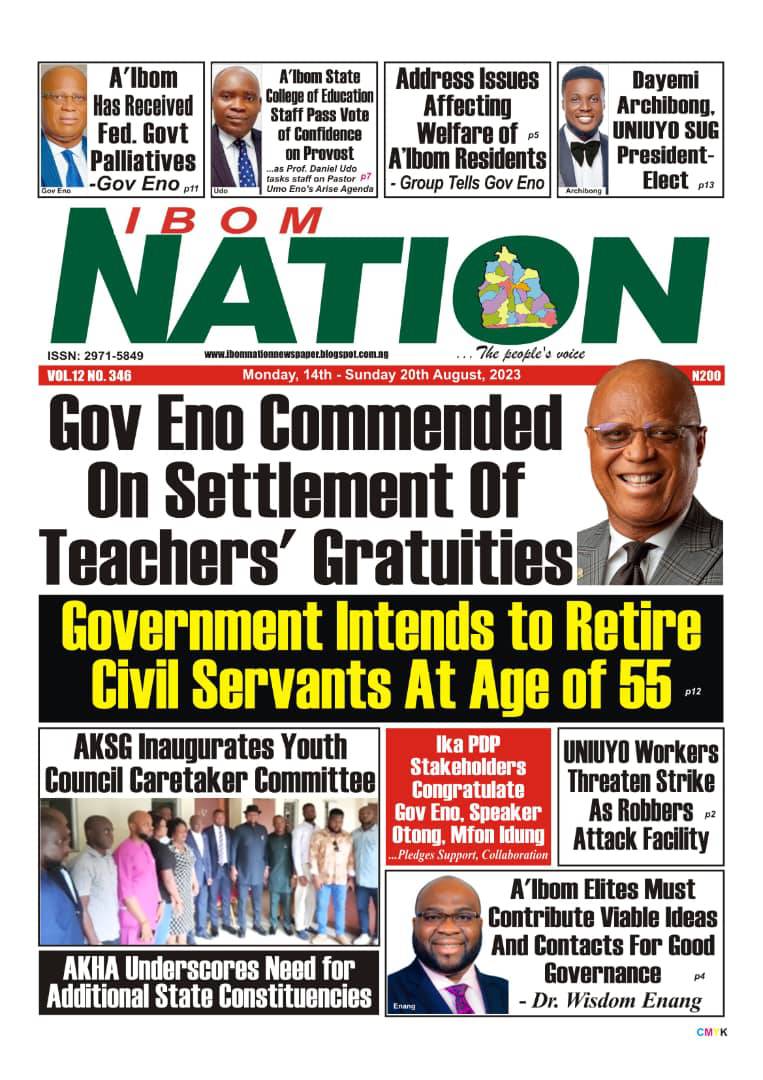 A'Ibom
Has Received
Fed. Govt
Palliatives
-Gov Eno p11
Gov Eno
A'Ibom State
College of Education
Staff Pass Vote
of Confidence
on Provost
...as Prof. Daniel Udo
tasks staff on Pastor p7
Umo Eno's Arise Agenda
Udo
Address Issues
Affecting
Welfare of p5
A'Ibom Residents
- Group Tells Gov Eno
Dayemi
Archibong,
UNIUYO SUG
President-
Elect p13
Archibong
IBOM
NATION
ISSN: 2971-5849
www.ibomnationnewspaper.blogspot.com.ng
... The people's voice
VOL.12 NO. 346
Monday, 14th - Sunday 20th August, 2023
N200
Gov Eno Commended
On Settlement Of
Teachers' Gratuities
Government Intends to Retire
Civil Servants At Age of 55 p12
AKSG Inaugurates Youth
Council Caretaker Committee
AKHA Underscores Need for
Additional State Constituencies
Ika PDP
Stakeholders
Congratulate
Gov Eno, Speaker
Otong, Mfon Idung
...Pledges Support, Collaboration
UNIUYO Workers
Threaten Strike
As Robbers p2
Attack Facility
A'Ibom Elites Must
Contribute Viable Ideas
And Contacts For Good
Governance p4
- Dr. Wisdom Enang
Enang
CMYK